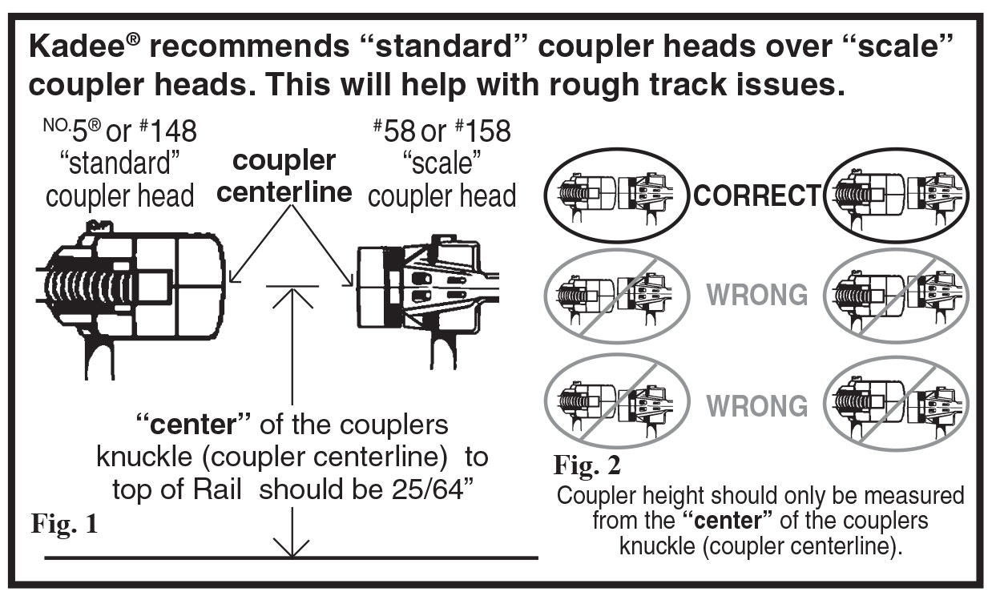 Kadee® recommends “standard” coupler heads over “scale”
coupler heads. This will help with rough track issues.
NO.5® or #148
“standard”
coupler head
coupler
centerline
#58 or #158
“scale”
coupler head
“center” of the couplers
knuckle (coupler centerline) to
top of Rail should be 25/64”
Fig. 1
CORRECT
WRONG
WRONG
Fig. 2
Coupler height should only be measured
from the “center” of the couplers
knuckle (coupler centerline).